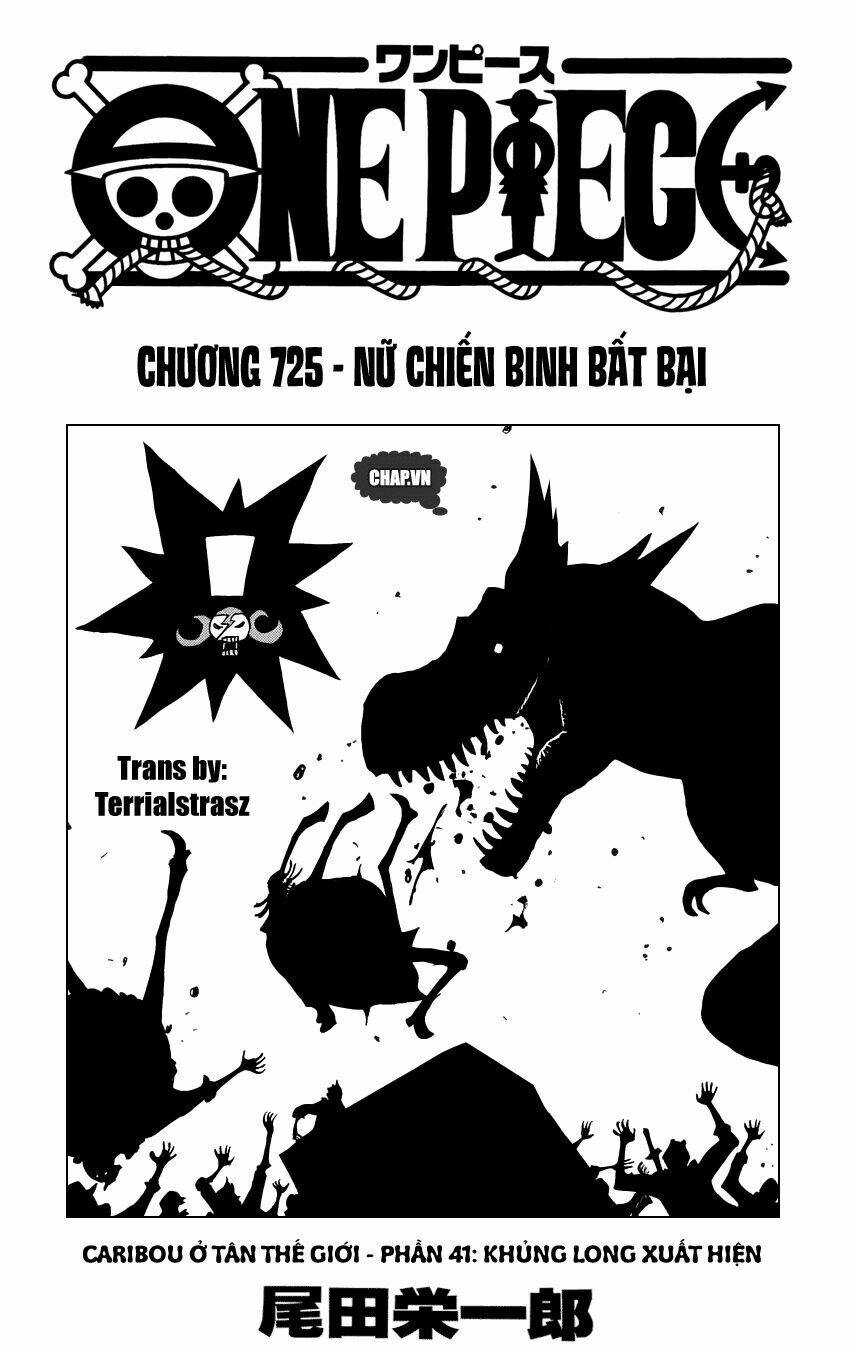 ワンピース
ONE PIECE
CHƯƠNG 725 - NỮ CHIẾN BINH BẤT BẠI
CHAP.VN
Trans by:
Terrialstrasz
CARIBOU Ở TÂN THẾ GIỚI - PHẦN 41: KHỦNG LONG XUẤT HIỆN
尾田栄一郎